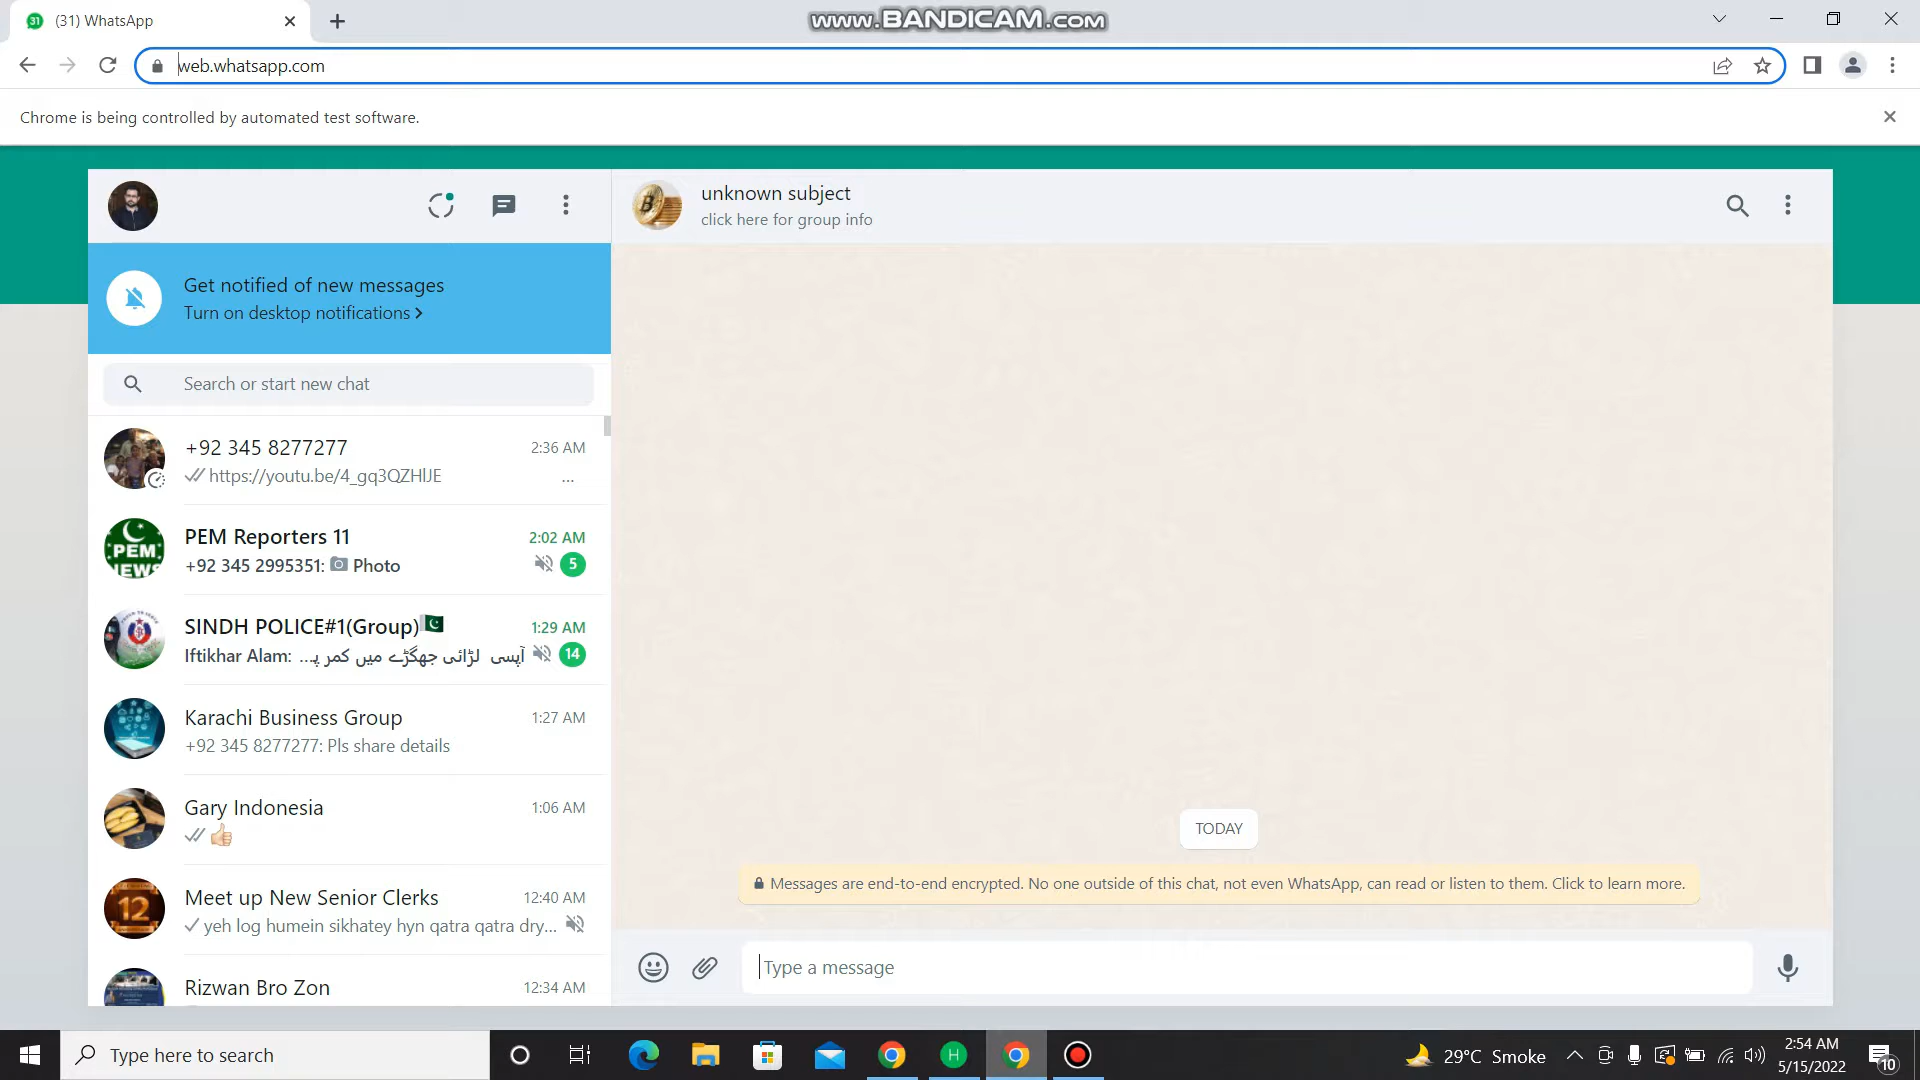 31
(31) WhatsApp
www.BANDICAM.com
web.whatsapp.com
Chrome is being controlled by automated test software.
unknown subject
click here for group info
Get notified of new messages
Turn on desktop notifications
Search or start new chat
+92 345 8277277
2:36 AM
https://youtu.be/4_gq3QZHlJE
...
PEM
NEWS
PEM Reporters 11
2:02 AM
+92 345 2995351: Photo
5
SINDH POLICE#1(Group)🇵🇰
1:29 AM
Iftikhar Alam: آپسی لڑائی جھگڑے میں کمر پ...
14
Karachi Business Group
1:27 AM
+92 345 8277277: Pls share details
Gary Indonesia
1:06 AM
👍🏻
12
Meet up New Senior Clerks
12:40 AM
yeh log humein sikhatey hyn qatra qatra dry...
Rizwan Bro Zon
12:34 AM
TODAY
Messages are end-to-end encrypted. No one outside of this chat, not even WhatsApp, can read or listen to them. Click to learn more.
Type a message
Type here to search
H
29°C Smoke
2:54 AM
5/15/2022
10